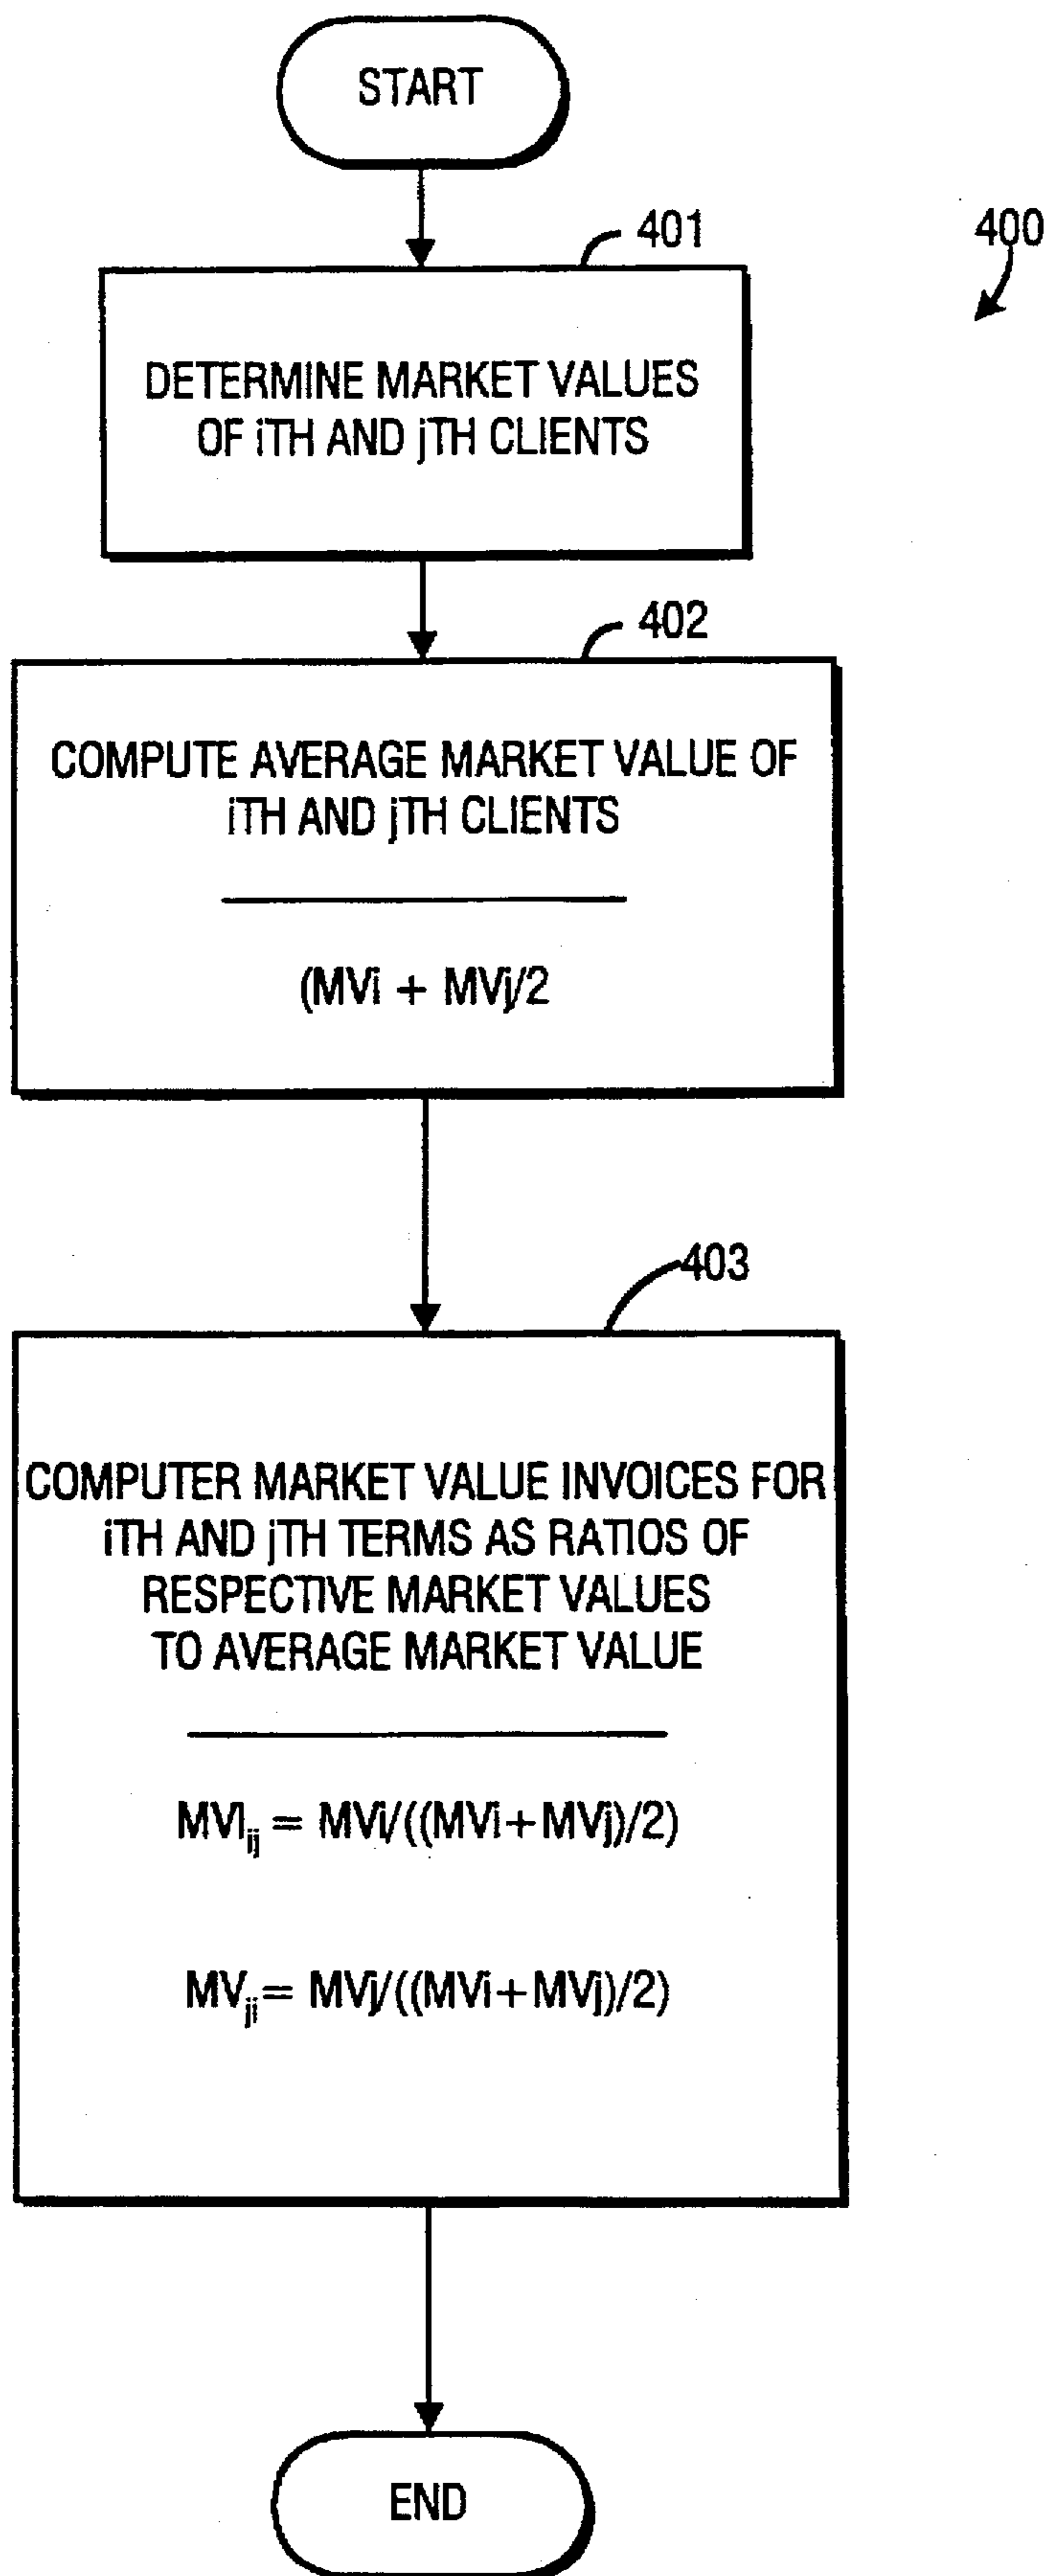 START
400
401
DETERMINE MARKET VALUES
OF iTH AND jTH CLIENTS
402
COMPUTE AVERAGE MARKET VALUE OF
iTH AND jTH CLIENTS
(MVi + MVj/2
403
COMPUTER MARKET VALUE INVOICES FOR
iTH AND jTH TERMS AS RATIOS OF
RESPECTIVE MARKET VALUES
TO AVERAGE MARKET VALUE
MVI_ij = MVi/((MVi+MVj)/2)
MV_ji = MVj/((MVi+MVj)/2)
END